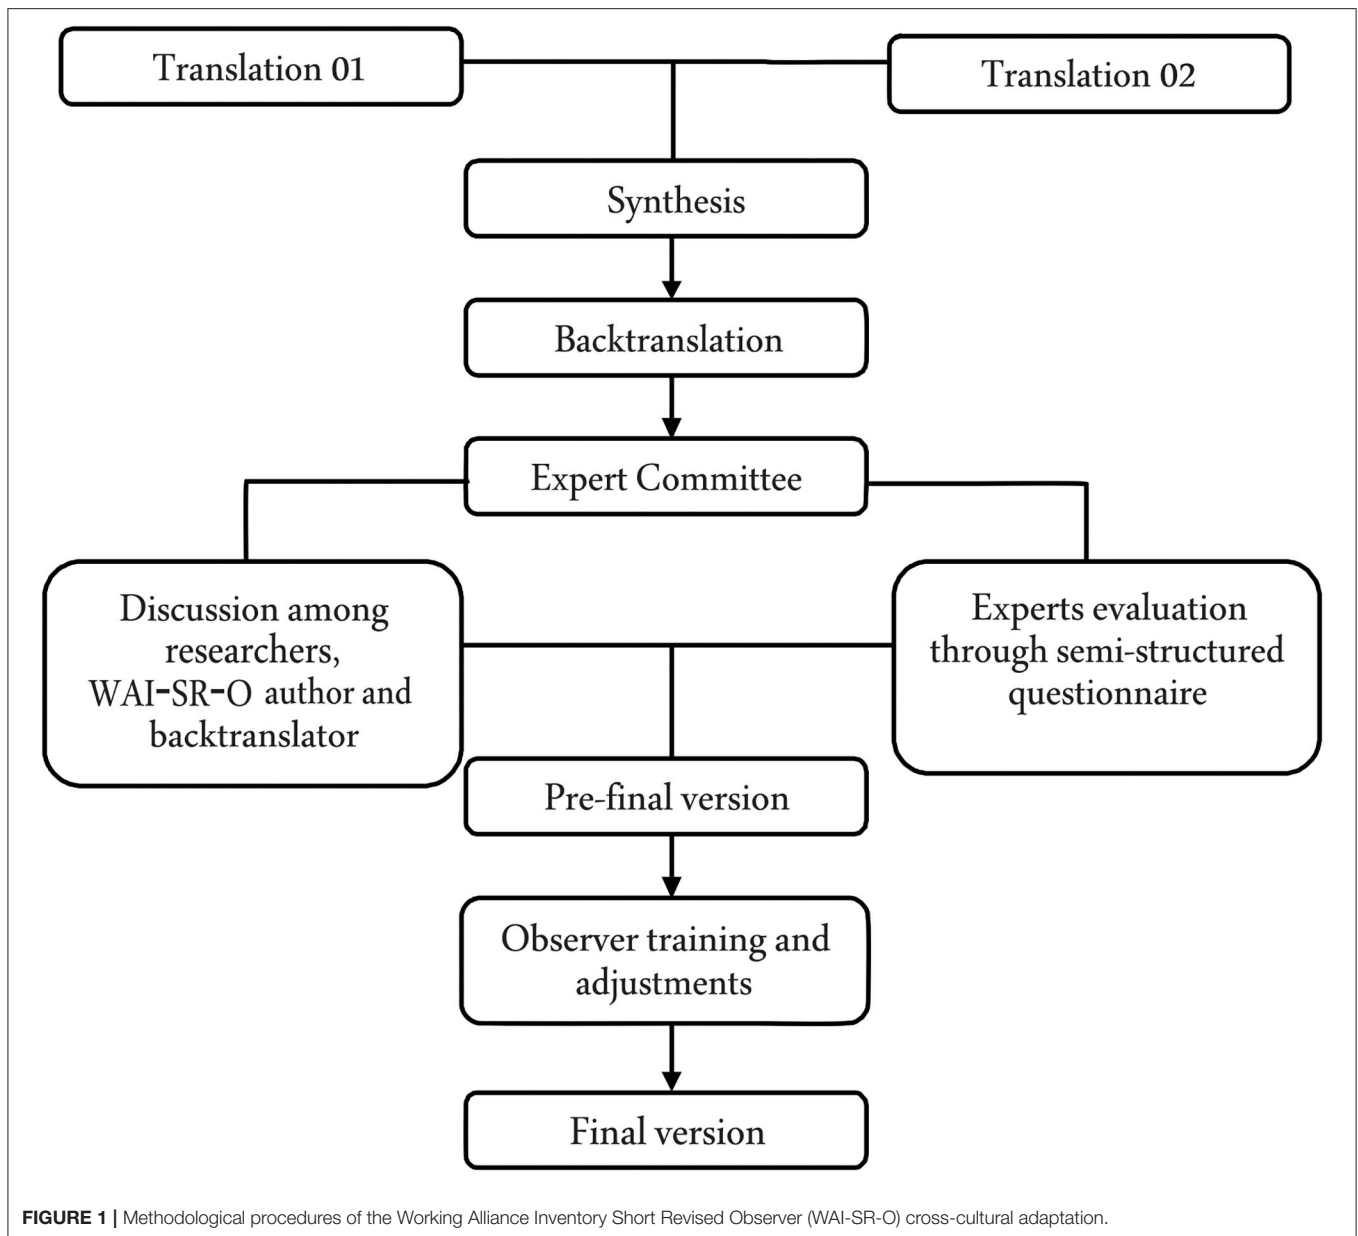 Translation 01
Translation 02
Synthesis
Backtranslation
Expert Committee
Discussion among
researchers,
WAI-SR-O author and
backtranslator
Experts evaluation
through semi-structured
questionnaire
Pre-final version
Observer training and
adjustments
Final version
FIGURE 1 | Methodological procedures of the Working Alliance Inventory Short Revised Observer (WAI-SR-O) cross-cultural adaptation.